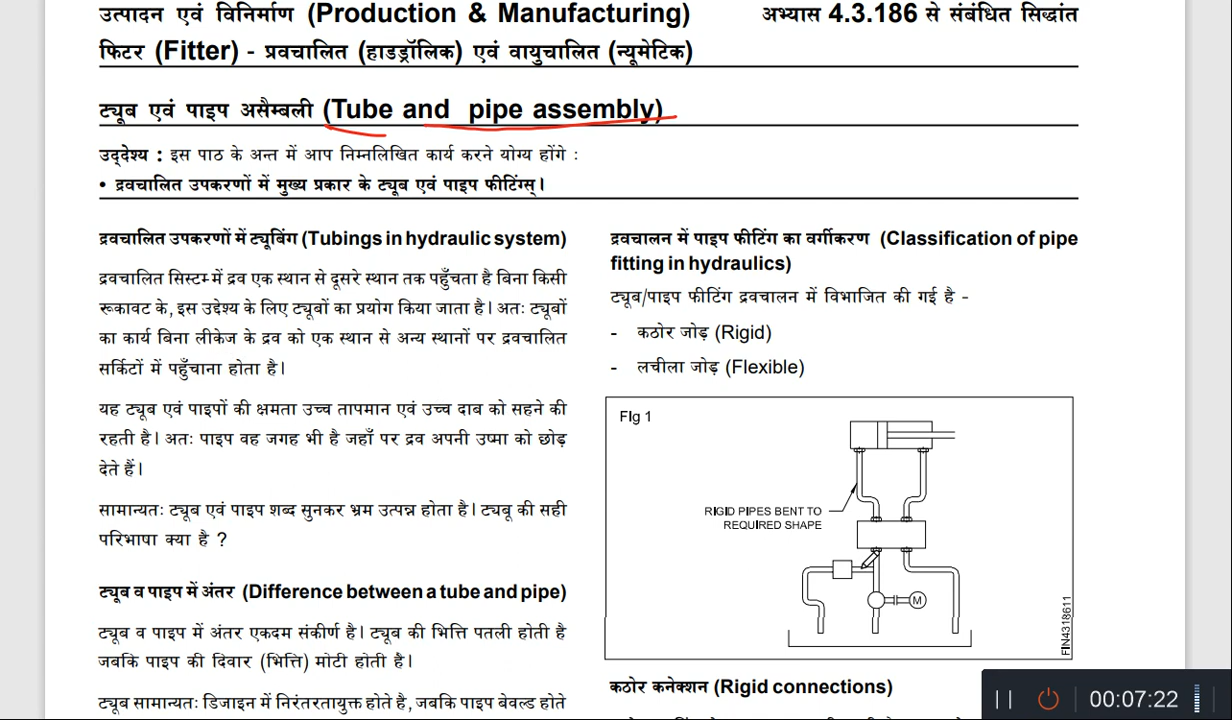 उत्पादन एवं विनिर्माण (Production & Manufacturing)
अभ्यास 4.3.186 से संबंधित सिद्धांत
फिटर (Fitter) - प्रवचालित (हाडड्रॉलिक) एवं वायुचालित (न्यूमेटिक)
ट्यूब एवं पाइप असैम्बली (Tube and pipe assembly)
उद्देश्य : इस पाठ के अन्त में आप निम्नलिखित कार्य करने योग्य होंगे :
• द्रवचालित उपकरणों में मुख्य प्रकार के ट्यूब एवं पाइप फीटिंग्स्।
द्रवचालित उपकरणों में ट्यूबिंग (Tubings in hydraulic system)
द्रवचालित सिस्टम में द्रव एक स्थान से दूसरे स्थान तक पहुँचता है बिना किसी
रूकावट के, इस उद्देश्य के लिए ट्यूबों का प्रयोग किया जाता है। अतः ट्यूबों
का कार्य बिना लीकेज के द्रव को एक स्थान से अन्य स्थानों पर द्रवचालित
सर्किटों में पहुँचाना होता है।
यह ट्यूब एवं पाइपों की क्षमता उच्च तापमान एवं उच्च दाब को सहने की
रहती है। अतः पाइप वह जगह भी है जहाँ पर द्रव अपनी उष्मा को छोड़
देते हैं।
सामान्यतः ट्यूब एवं पाइप शब्द सुनकर भ्रम उत्पन्न होता है। ट्यबू की सही
परिभाषा क्या है ?
ट्यूब व पाइप में अंतर (Difference between a tube and pipe)
ट्यूब व पाइप में अंतर एकदम संकीर्ण है। ट्यूब की भित्ति पतली होती है
जबकि पाइप की दिवार (भित्ति) मोटी होती है।
ट्यूब सामान्यतः डिजाइन में निरंतरतायुक्त होते है, जबकि पाइप बेवल्ड होते
द्रवचालन में पाइप फीटिंग का वर्गीकरण (Classification of pipe
fitting in hydraulics)
ट्यूब/पाइप फीटिंग द्रवचालन में विभाजित की गई है -
- कठोर जोड़ (Rigid)
- लचीला जोड़ (Flexible)
FIg 1
RIGID PIPES BENT TO
REQUIRED SHAPE
M
FIN4318611
कठोर कनेक्शन (Rigid connections)
00:07:22